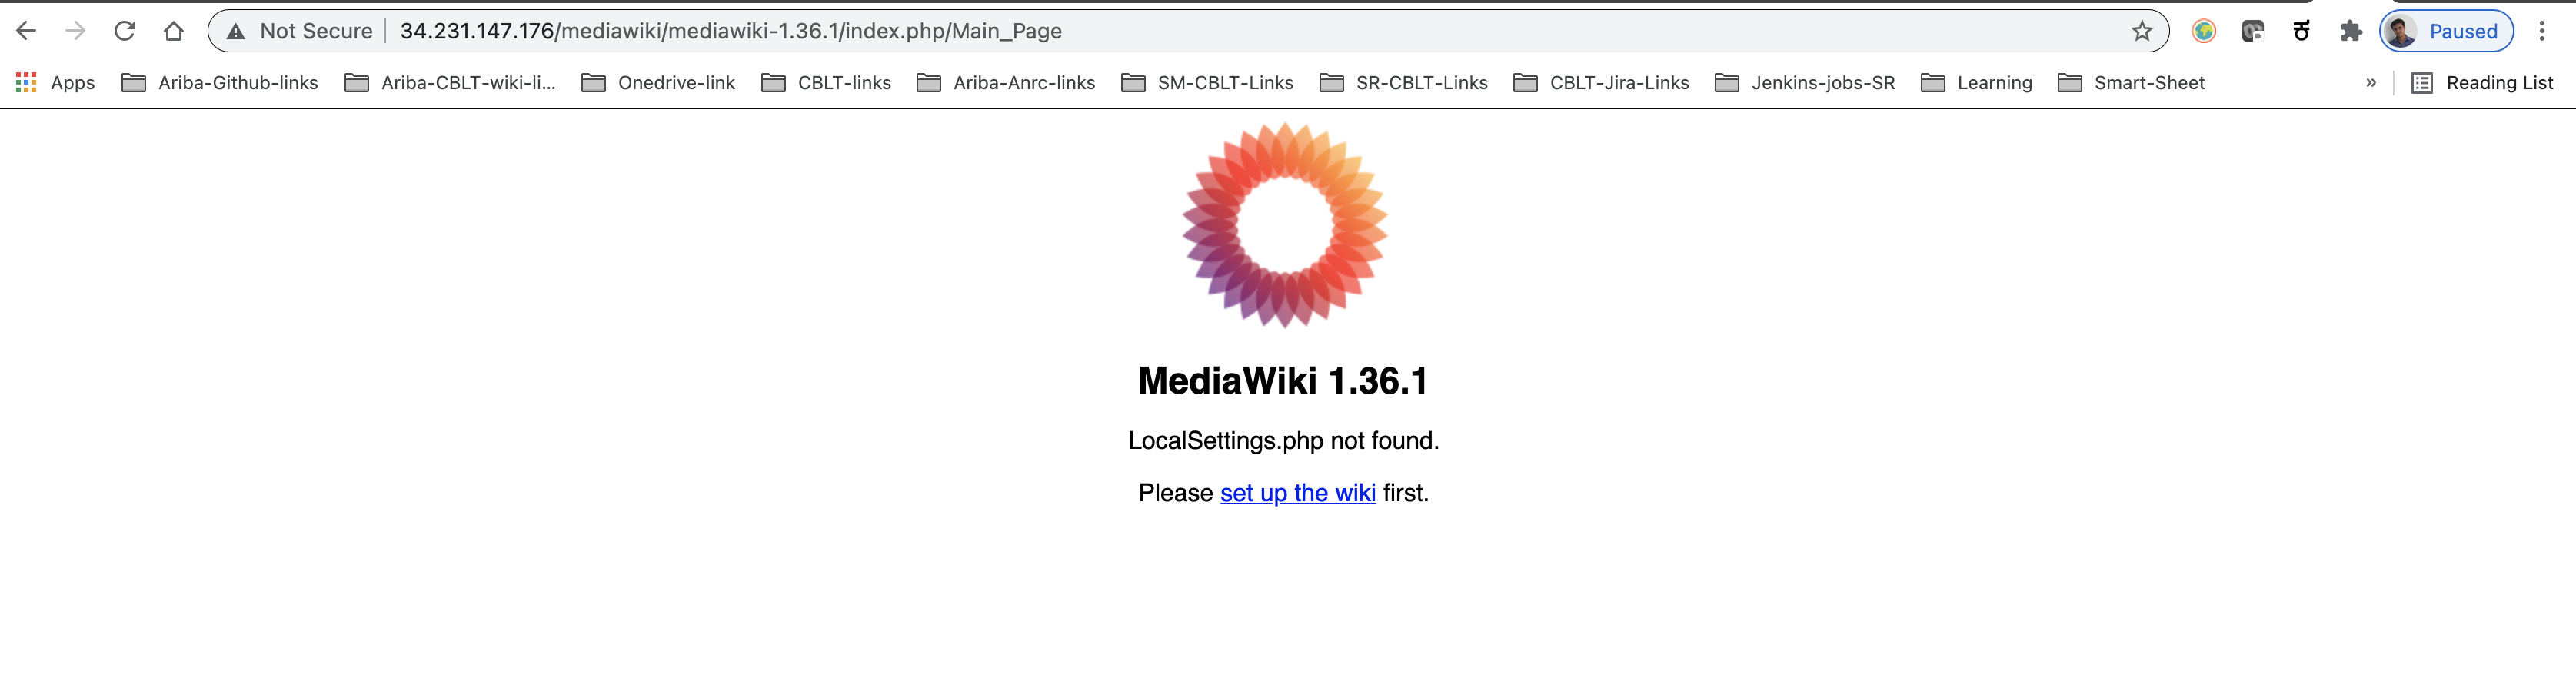 Not Secure 34.231.147.176/mediawiki/mediawiki-1.36.1/index.php/Main_Page ಕ Paused
Apps Ariba-Github-links Ariba-CBLT-wiki-li... Onedrive-link CBLT-links Ariba-Anrc-links SM-CBLT-Links SR-CBLT-Links CBLT-Jira-Links Jenkins-jobs-SR Learning Smart-Sheet » Reading List
MediaWiki 1.36.1
LocalSettings.php not found.
Please set up the wiki first.